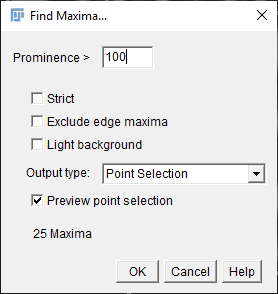 Find Maxima...
Prominence > 100
Strict
Exclude edge maxima
Light background
Output type: Point Selection
Preview point selection
25 Maxima
OK Cancel Help